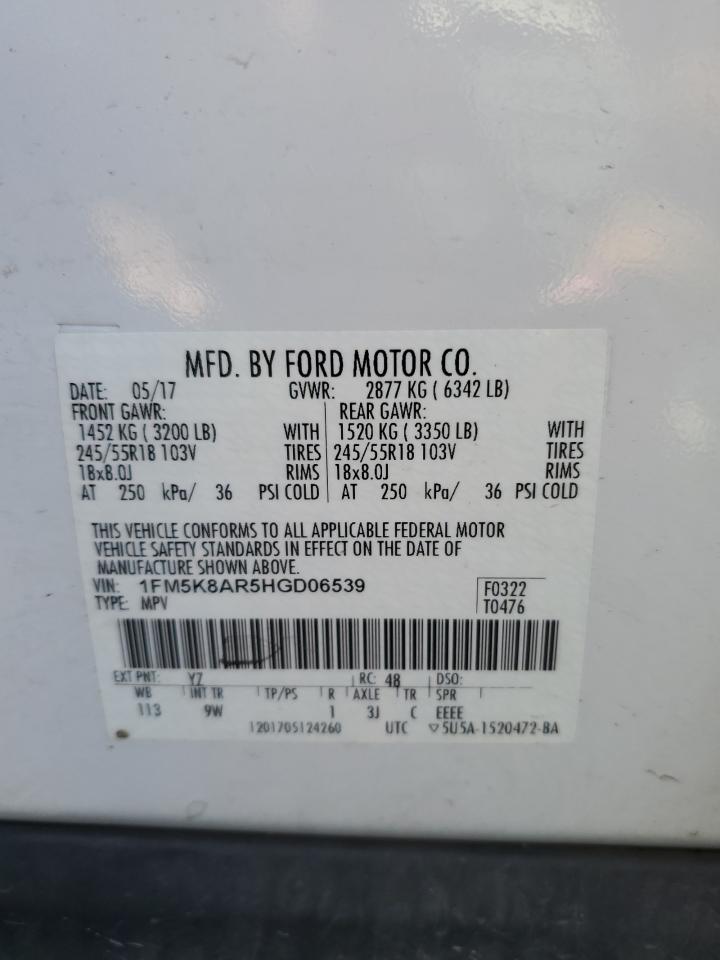 MFD. BY FORD MOTOR CO.
DATE: 05/17 GVWR: 2877 KG ( 6342 LB)
FRONT GAWR: REAR GAWR:
1452 KG ( 3200 LB) WITH 1520 KG ( 3350 LB) WITH
245/55R18 103V TIRES 245/55R18 103V TIRES
18x8.0J RIMS 18x8.0J RIMS
AT 250 kPa/ 36 PSI COLD AT 250 kPa/ 36 PSI COLD
THIS VEHICLE CONFORMS TO ALL APPLICABLE FEDERAL MOTOR
VEHICLE SAFETY STANDARDS IN EFFECT ON THE DATE OF
MANUFACTURE SHOWN ABOVE.
VIN: 1FM5K8AR5HGD06539 F0322
TYPE: MPV T0476
EXT PNT: YZ RC: 48 DSO:
WB INT TR TP/PS R AXLE TR SPR
113 9W 1 3J C EEEE
1201705124260 UTC ▽5U5A-1520472-BA